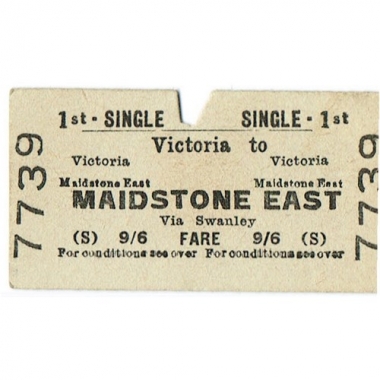 1st - SINGLE SINGLE - 1st
Victoria to
Victoria Victoria
Maidstone East Maidstone East
MAIDSTONE EAST
Via Swanley
(S) 9/6 FARE 9/6 (S)
For conditions see over For conditions see over
7739
7739